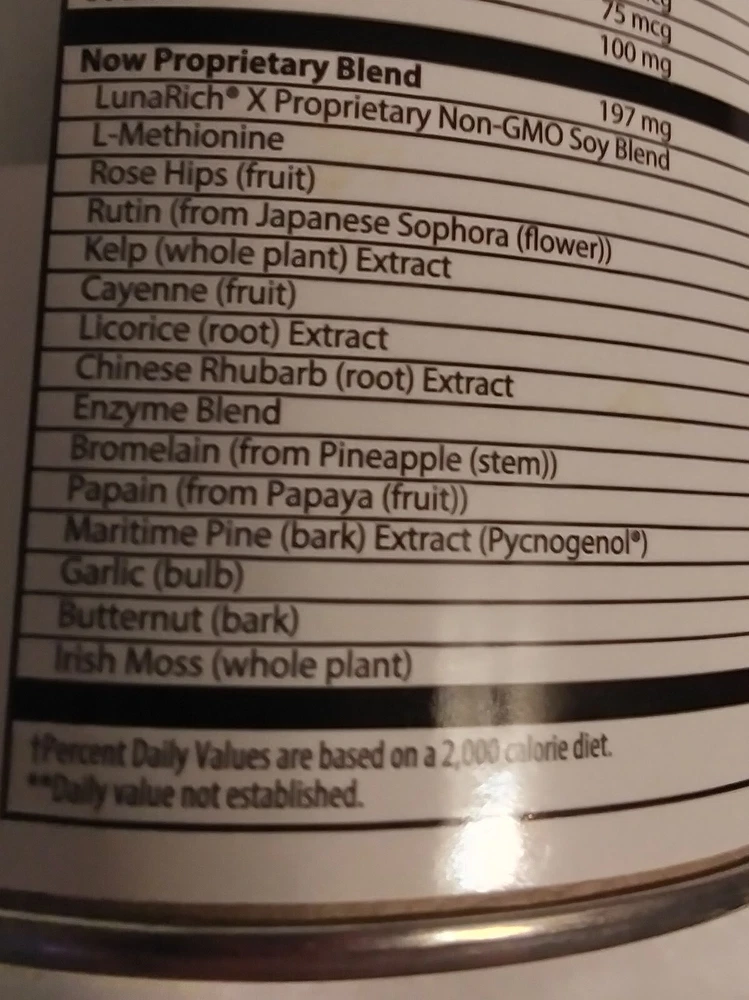 75 mcg
100 mg
Now Proprietary Blend 197 mg
LunaRich® X Proprietary Non-GMO Soy Blend
L-Methionine
Rose Hips (fruit)
Rutin (from Japanese Sophora (flower))
Kelp (whole plant) Extract
Cayenne (fruit)
Licorice (root) Extract
Chinese Rhubarb (root) Extract
Enzyme Blend
Bromelain (from Pineapple (stem))
Papain (from Papaya (fruit))
Maritime Pine (bark) Extract (Pycnogenol®)
Garlic (bulb)
Butternut (bark)
Irish Moss (whole plant)
†Percent Daily Values are based on a 2,000 calorie diet.
**Daily value not established.